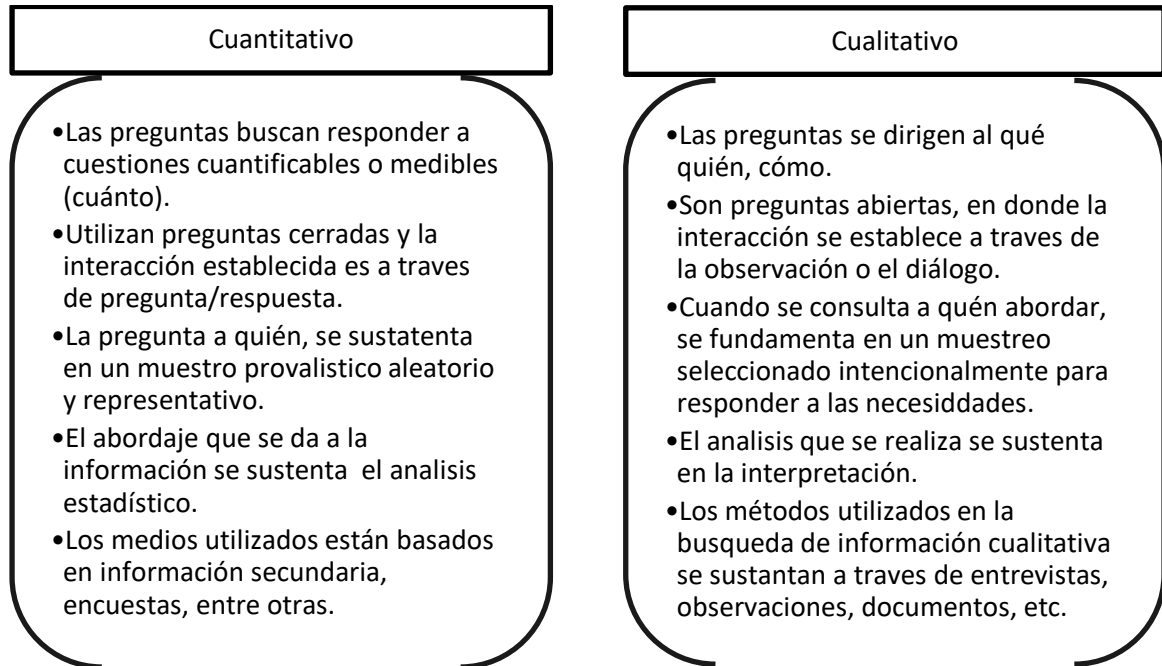 Cuantitativo
•Las preguntas buscan responder a
cuestiones cuantificables o medibles
(cuánto).
•Utilizan preguntas cerradas y la
interacción establecida es a traves
de pregunta/respuesta.
•La pregunta a quién, se sustatenta
en un muestro provalistico aleatorio
y representativo.
•El abordaje que se da a la
información se sustenta el analisis
estadístico.
•Los medios utilizados están basados
en información secundaria,
encuestas, entre otras.
Cualitativo
•Las preguntas se dirigen al qué
quién, cómo.
•Son preguntas abiertas, en donde la
interacción se establece a traves de
la observación o el diálogo.
•Cuando se consulta a quén abordar,
se fundamenta en un muestreo
seleccionado intencionalmente para
responder a las necesiddades.
•El analisis que se realiza se sustenta
en la interpretación.
•Los métodos utilizados en la
busqueda de información cualitativa
se sustantan a traves de entrevistas,
observaciones, documentos, etc.